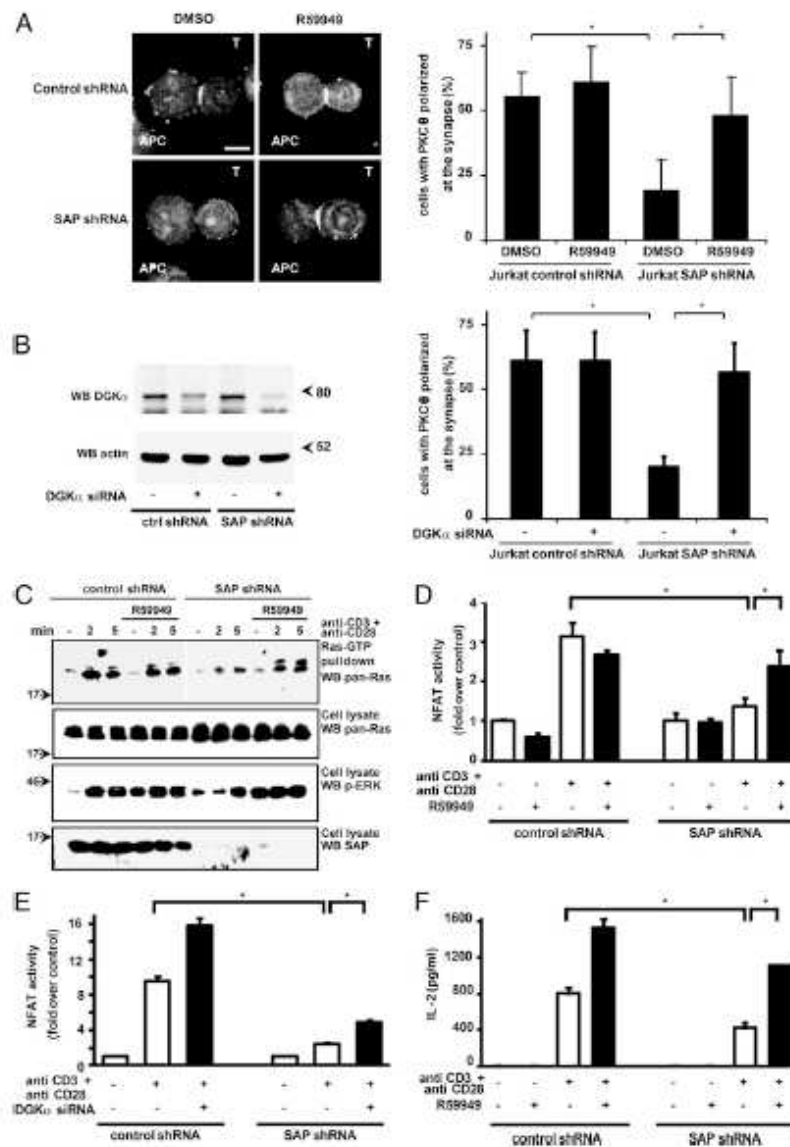 A
DMSO
R59949
Control shRNA
T
T
APC
APC
SAP shRNA
T
T
APC
APC
cells with PKCθ polarized
at the synapse (%)
75
50
25
0
DMSO
R59949
DMSO
R59949
Jurkat control shRNA
Jurkat SAP shRNA
*
*
B
WB DGKα
80
WB actin
52
- + - +
DGKα siRNA
ctrl shRNA
SAP shRNA
cells with PKCθ polarized
at the synapse (%)
75
50
25
0
*
*
DGKα siRNA
- + - +
Jurkat control shRNA
Jurkat SAP shRNA
C
control shRNA
SAP shRNA
R59949
R59949
min
- 2 5 - 2 5 - 2 5 - 2 5
anti-CD3 +
anti-CD28
Ras-GTP
pulldown
WB pan-Ras
Cell lysate
WB pan-Ras
Cell lysate
WB p-ERK
Cell lysate
WB SAP
D
NFAT activity
(fold over control)
4
3
2
1
0
*
*
anti CD3 +
anti CD28
- - + + - - + +
R59949
- + - + - + - +
control shRNA
SAP shRNA
E
NFAT activity
(fold over control)
16
12
8
4
0
*
*
anti CD3 +
anti CD28
- + + - + +
DGKα siRNA
- - + - - +
control shRNA
SAP shRNA
F
IL-2 (pg/ml)
1600
1200
800
400
0
*
*
anti CD3 +
anti CD28
- - + + - - + +
R59949
- + - + - + - +
control shRNA
SAP shRNA